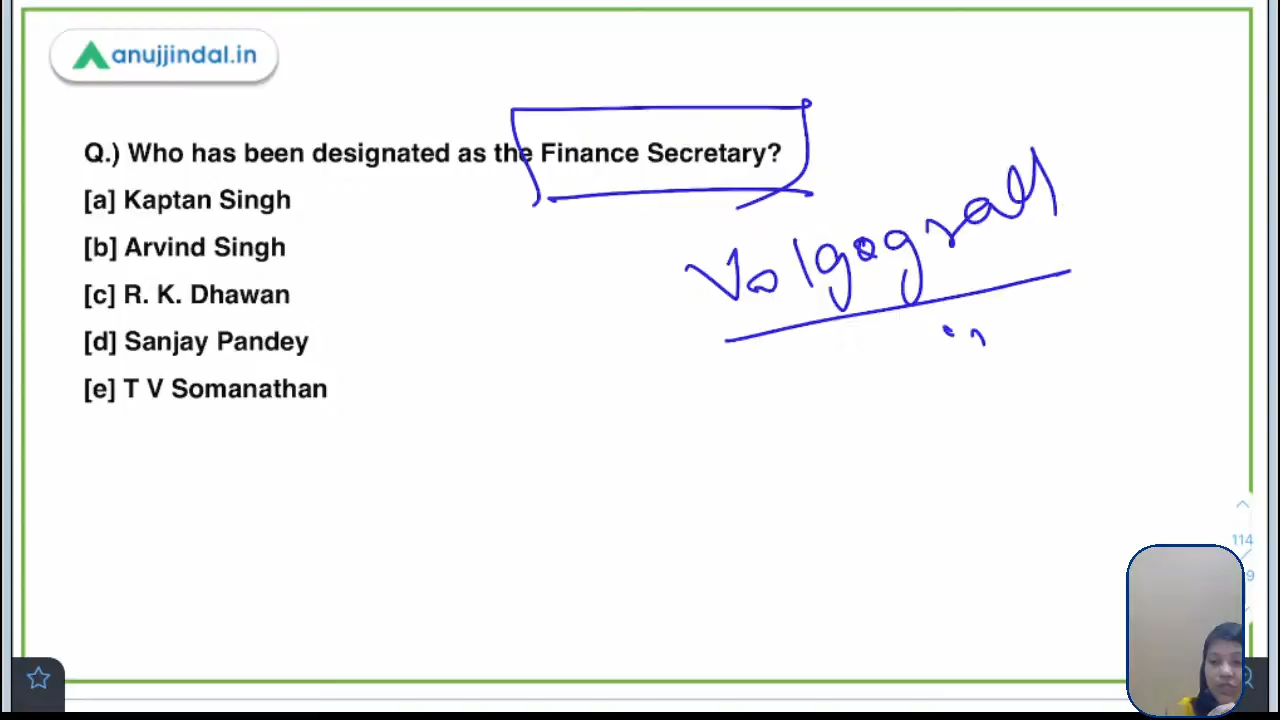 anujjindal.in
Q.) Who has been designated as the Finance Secretary?
[a] Kaptan Singh
[b] Arvind Singh
[c] R. K. Dhawan
[d] Sanjay Pandey
[e] T V Somanathan
Volgograd
114